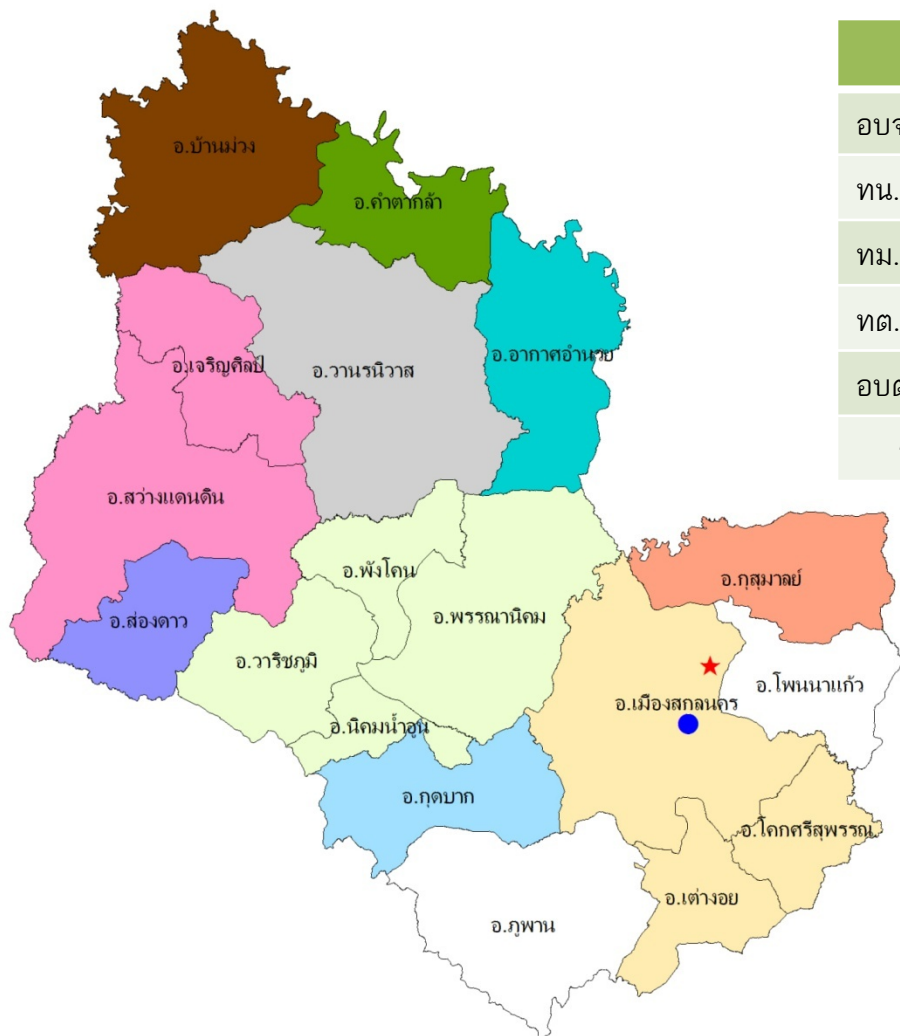 อบจ
อ.บ้านม่วง
ทน.
อ.คำตากล้า
ทม.
ทต.
อ.อากาศอำนวย
อ.เจริญศิลป์
อ.วานรนิวาส
อบต
อ.สว่างแดนดิน
อ.พังโคน
อ.กุสุมาลย์
อ.ส่องดาว
อ.พรรณานิคม
อ.วาริชภูมิ
อ.โพนนาแก้ว
อ.เมืองสกลนคร
อ.นิคมน้ำอูน
อ.กุดบาก
อ.โคกศรีสุพรรณ
อ.เต่างอย
อ.ภูพาน